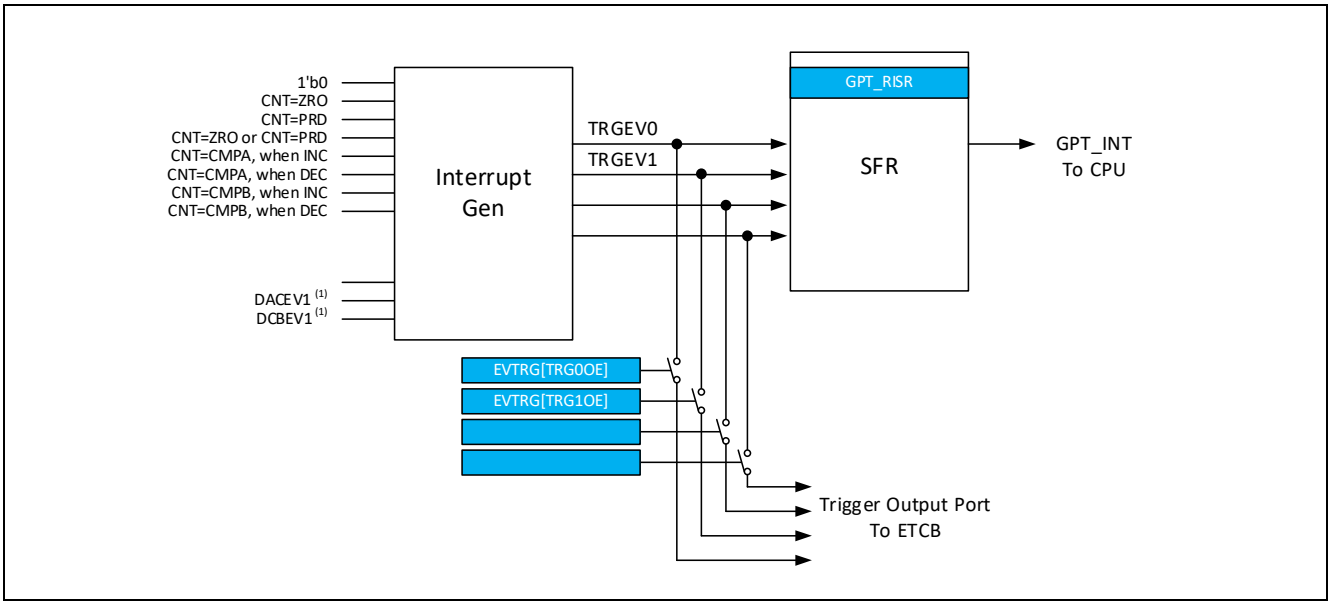 1'b0
CNT=ZRO
CNT=PRD
CNT=ZRO or CNT=PRD
CNT=CMPA, when INC
CNT=CMPA, when DEC
CNT=CMPB, when INC
CNT=CMPB, when DEC
DACEV1 (1)
DCBEV1 (1)
Interrupt
Gen
TRGEV0
TRGEV1
GPT_RISR
SFR
GPT_INT
To CPU
EVTRG[TRG0OE]
EVTRG[TRG1OE]
Trigger Output Port
To ETCB